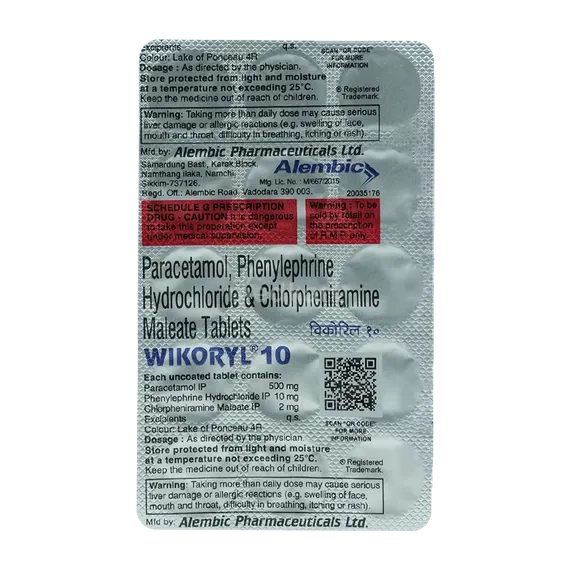 Excipients q.s.
Colour: Lake of Ponceau 4R
Dosage : As directed by the physician.
Store protected from light and moisture
at a temperature not exceeding 25°C.
Keep the medicine out of reach of children.
SCAN "QR CODE"
FOR MORE
INFORMATION
® Registered
Trademark.
Warning: Taking more than daily dose may cause serious
liver damage or allergic reactions (e.g. swelling of face,
mouth and throat, difficulty in breathing, itching or rash).
Mfd by: Alembic Pharmaceuticals Ltd.
Samardung Basti, Karek Block,
Namthang Ilaka, Namchi,
Sikkim-737126.
Regd. Off.: Alembic Road, Vadodara 390 003.
Alembic
Mfg. Lic. No.: M/667/2015
20035176
SCHEDULE G PRESCRIPTION
DRUG - CAUTION It is dangerous
to take this preparation except
under medical supervision.
Warning : To be
sold by retail on
the prescription
of R.M.P. only.
Paracetamol, Phenylephrine
Hydrochloride & Chlorpheniramine
Maleate Tablets
विकोरिल १०
WIKORYL® 10
Each uncoated tablet contains:
Paracetamol IP 500 mg
Phenylephrine Hydrochloride IP 10 mg
Chlorpheniramine Maleate IP 2 mg
Excipients q.s.
Colour: Lake of Ponceau 4R
Dosage : As directed by the physician.
Store protected from light and moisture
at a temperature not exceeding 25°C.
Keep the medicine out of reach of children.
SCAN "QR CODE"
FOR MORE
INFORMATION
® Registered
Trademark.
Warning: Taking more than daily dose may cause serious
liver damage or allergic reactions (e.g. swelling of face,
mouth and throat, difficulty in breathing, itching or rash).
Mfd by: Alembic Pharmaceuticals Ltd.